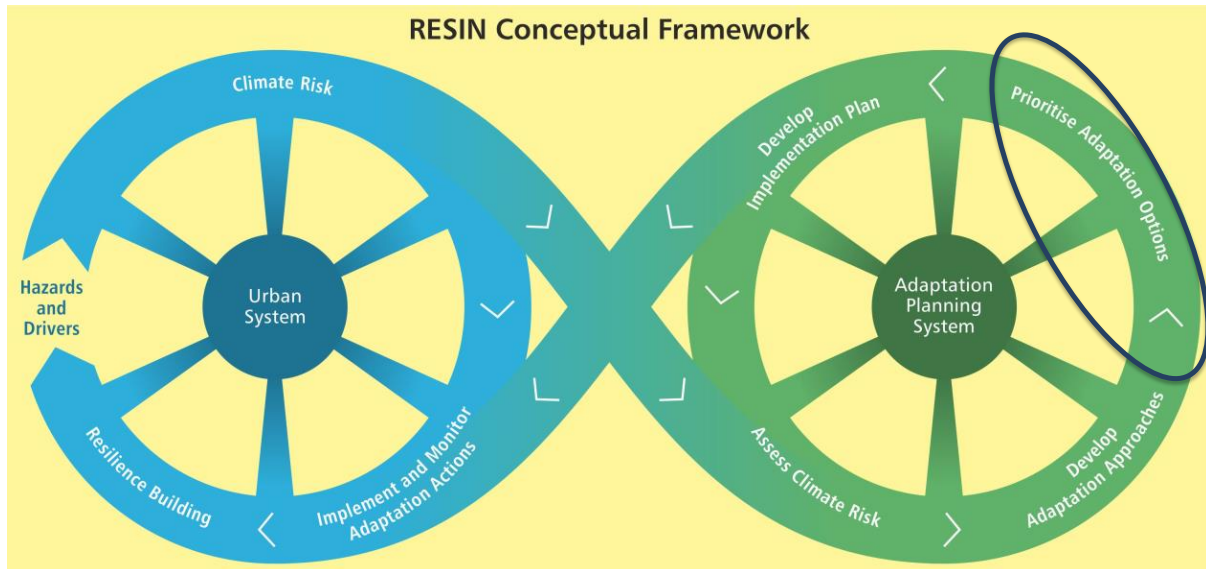 RESIN Conceptual Framework
Climate Risk
Hazards
and
Drivers
Urban
System
Resilience Building
Implement and Monitor
Adaptation Actions
Develop
Implementation Plan
Prioritise Adaptation Options
Adaptation
Planning
System
Assess Climate Risk
Develop
Adaptation Approaches